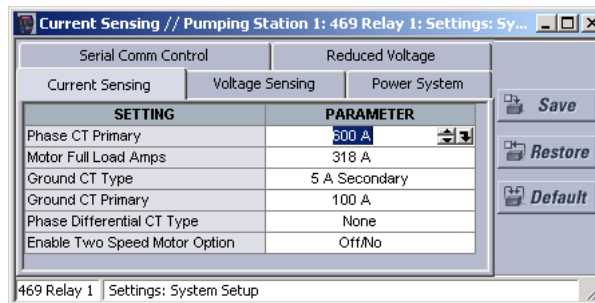 Current Sensing // Pumping Station 1: 469 Relay 1: Settings: Sy...
Serial Comm Control Reduced Voltage
Current Sensing Voltage Sensing Power System
SETTING PARAMETER
Phase CT Primary 600 A
Motor Full Load Amps 318 A
Ground CT Type 5 A Secondary
Ground CT Primary 100 A
Phase Differential CT Type None
Enable Two Speed Motor Option Off/No
Save
Restore
Default
469 Relay 1 Settings: System Setup